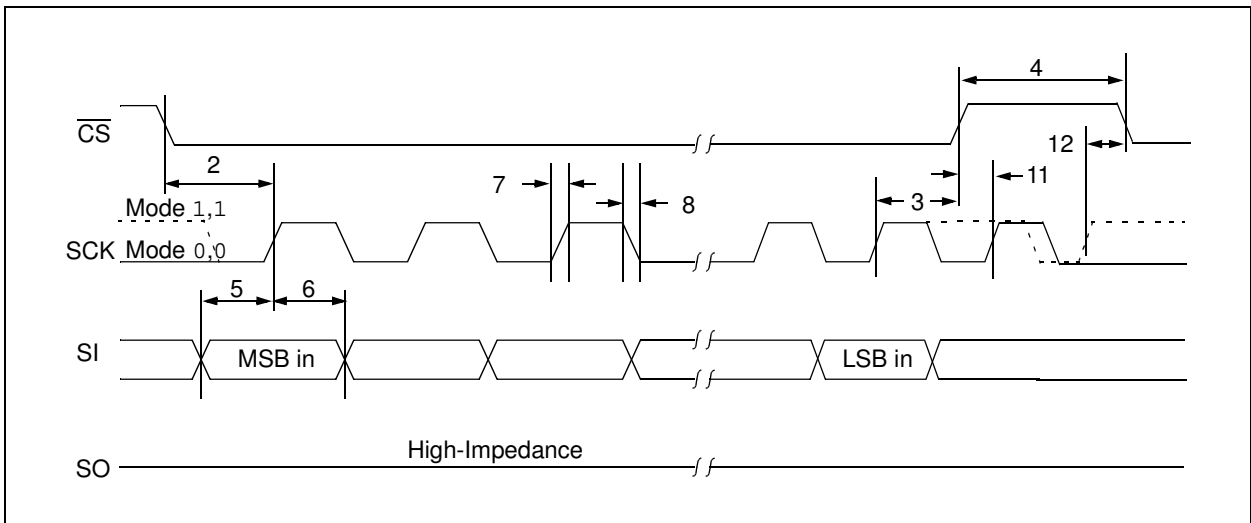 4
CS
12
2
7
8
3
11
Mode 1,1
SCK Mode 0,0
5
6
SI
MSB in
LSB in
High-Impedance
SO